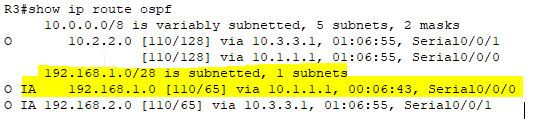 R3#show ip route ospf
10.0.0.0/8 is variably subnetted, 5 subnets, 2 masks
O 10.2.2.0 [110/128] via 10.3.3.1, 01:06:55, Serial0/0/1
[110/128] via 10.1.1.1, 01:06:55, Serial0/0/0
192.168.1.0/28 is subnetted, 1 subnets
O IA 192.168.1.0 [110/65] via 10.1.1.1, 00:06:43, Serial0/0/0
O IA 192.168.2.0 [110/65] via 10.3.3.1, 01:06:55, Serial0/0/1